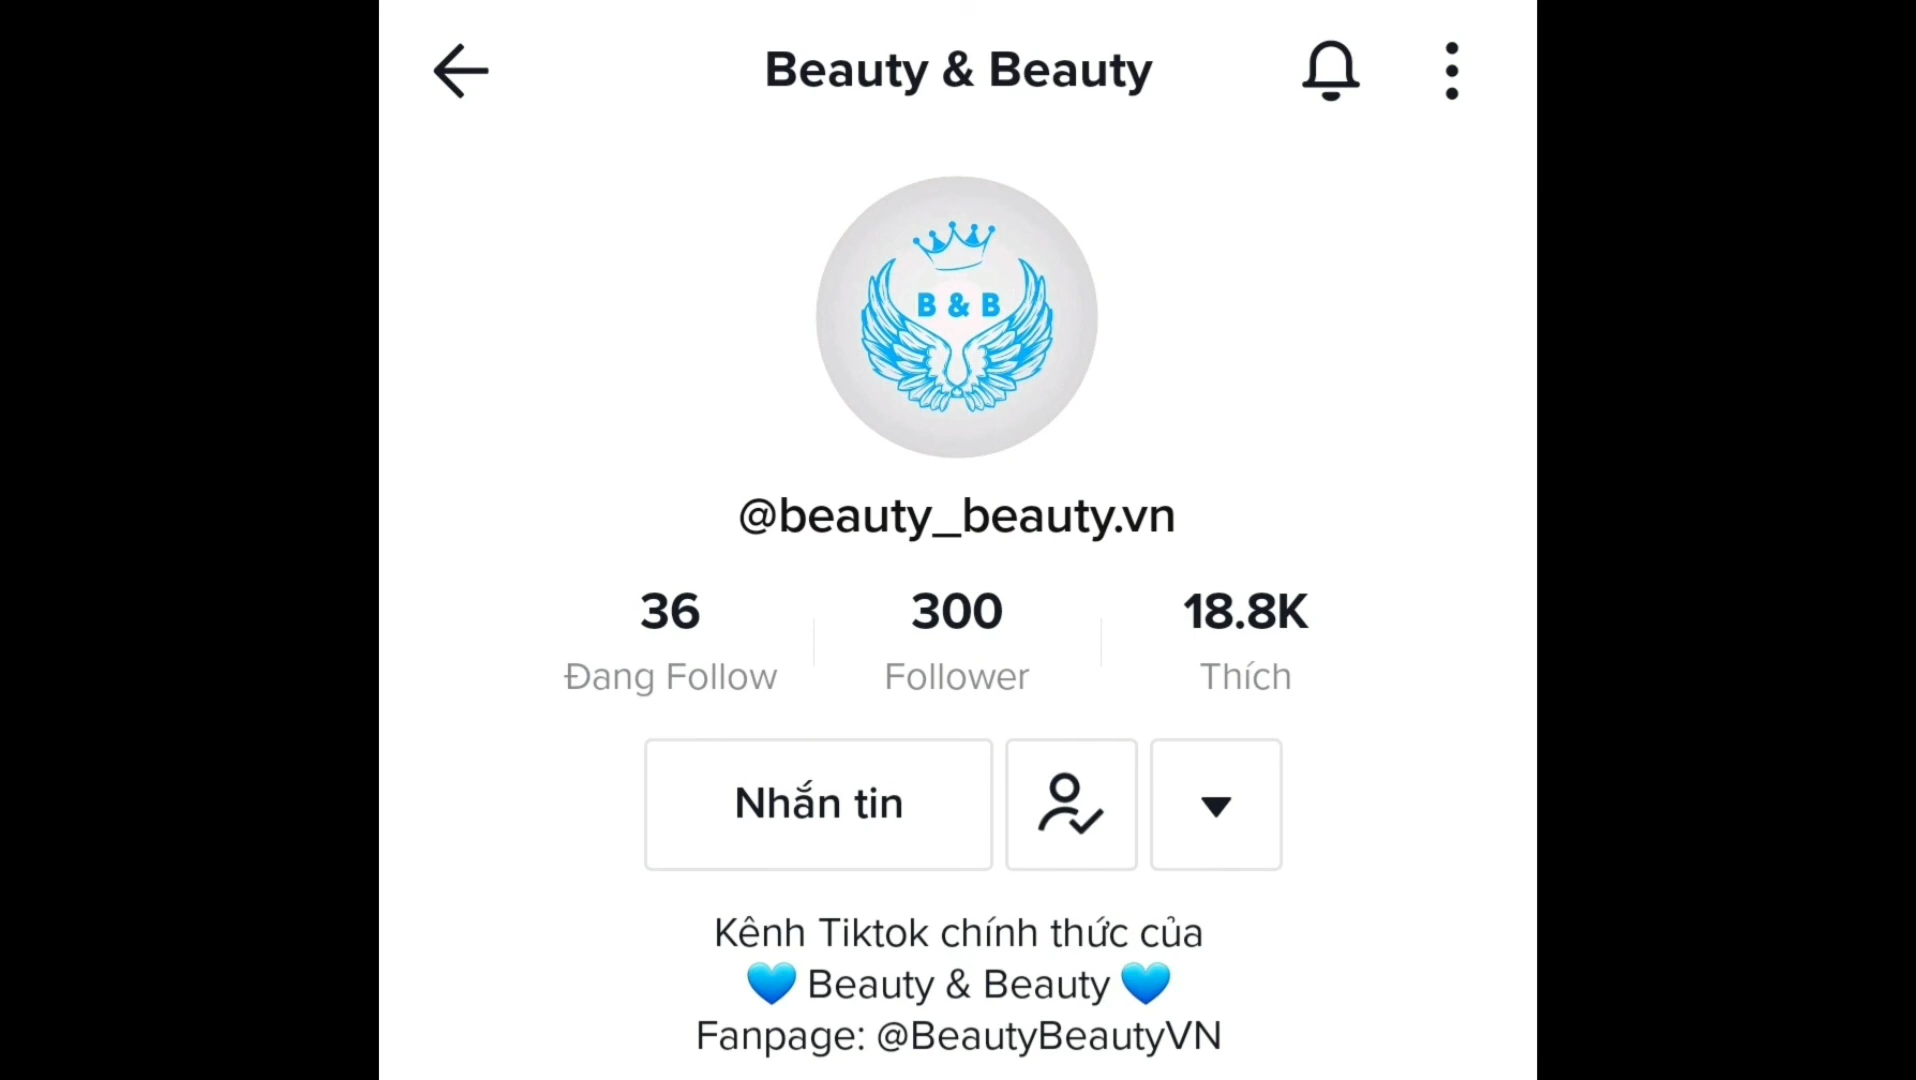 Beauty & Beauty
B & B
@beauty_beauty.vn
36 300 18.8K
Đang Follow Follower Thích
Nhắn tin
Kênh Tiktok chính thức của
💙 Beauty & Beauty 💙
Fanpage: @BeautyBeautyVN